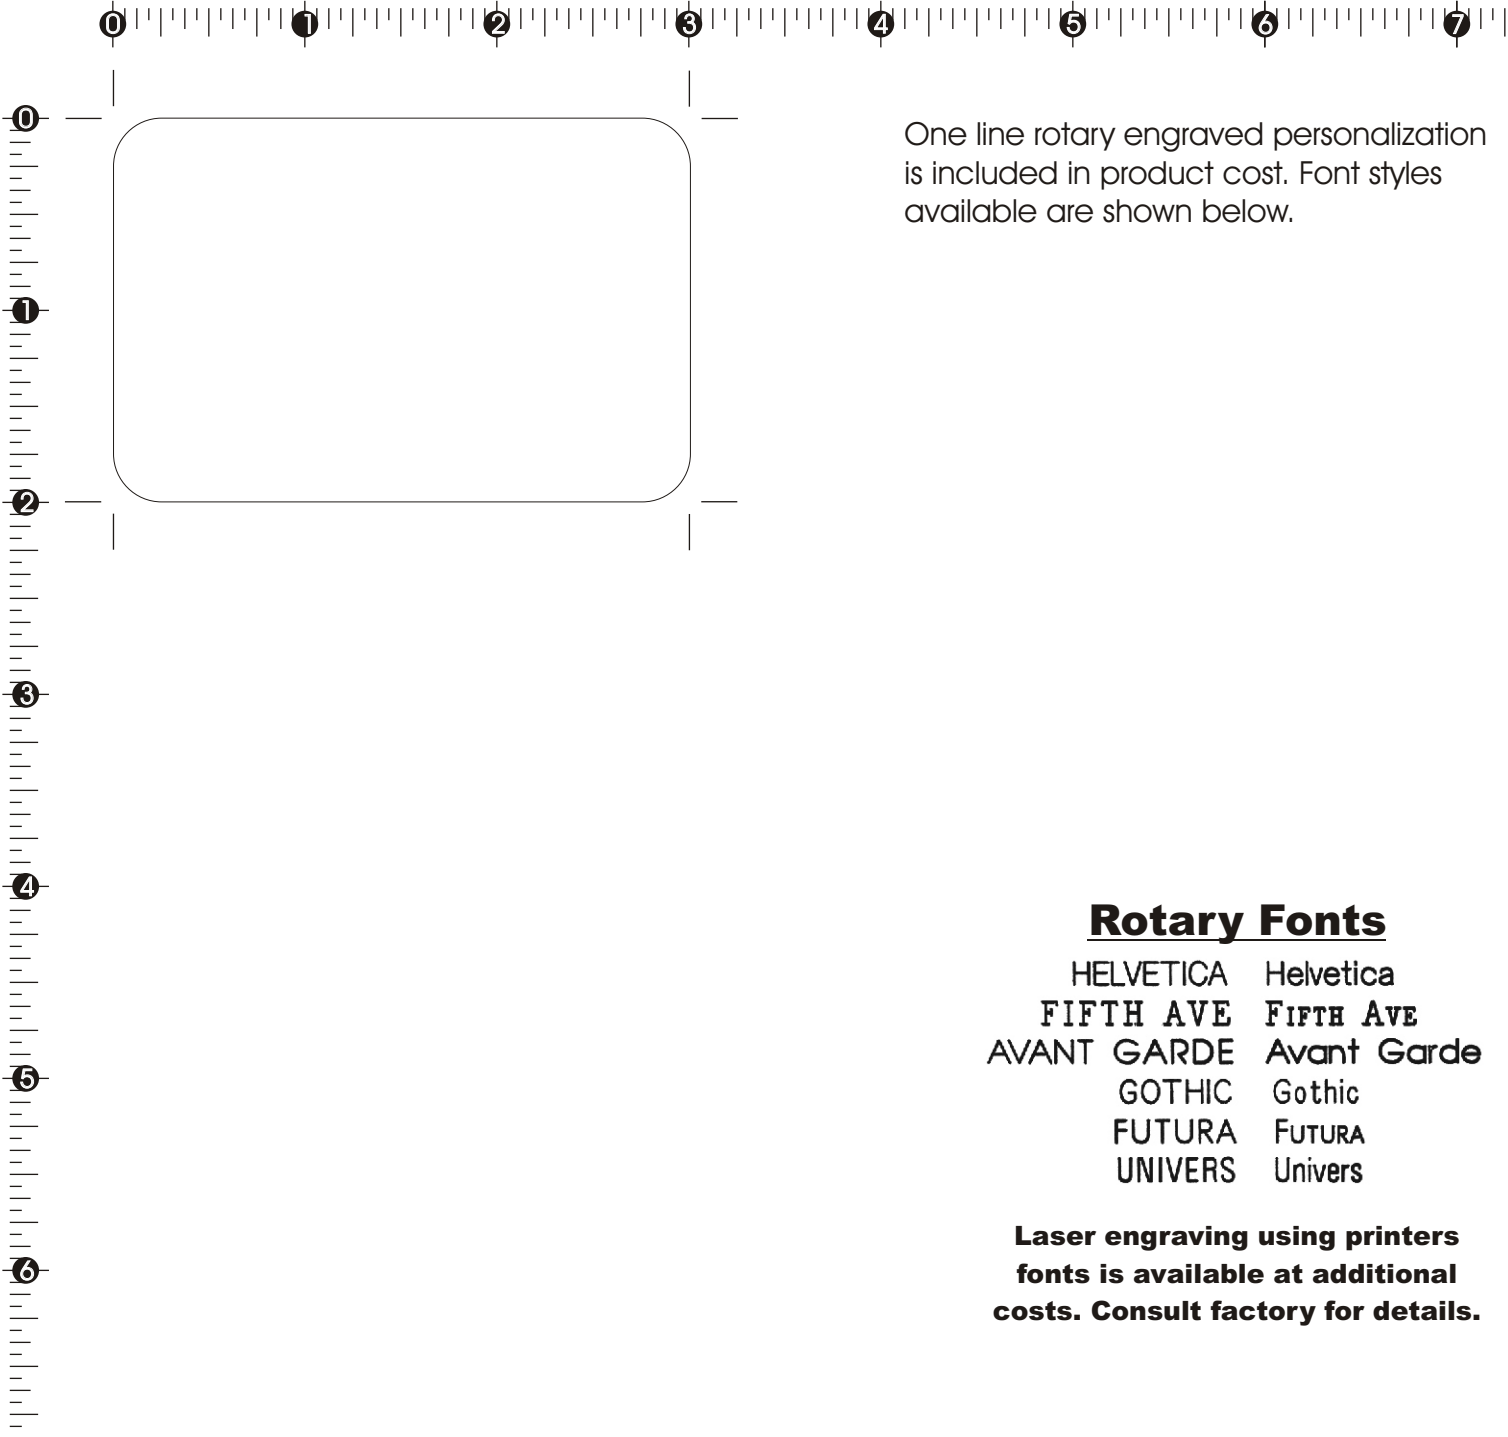 0 1 2 3 4 5 6 7
0
1
2
3
4
5
6
One line rotary engraved personalization
is included in product cost. Font styles
available are shown below.
Rotary Fonts
HELVETICA Helvetica
FIFTH AVE FIFTH AVE
AVANT GARDE Avant Garde
GOTHIC Gothic
FUTURA FUTURA
UNIVERS Univers
Laser engraving using printers
fonts is available at additional
costs. Consult factory for details.